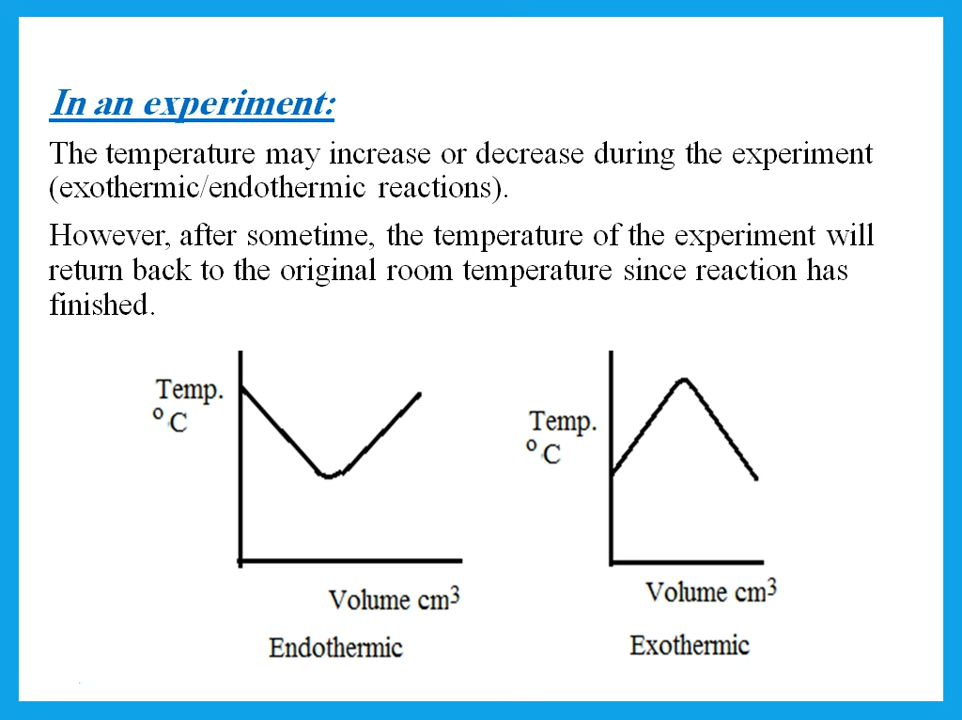 In an experiment:
The temperature may increase or decrease during the experiment
(exothermic/endothermic reactions).
However, after sometime, the temperature of the experiment will
return back to the original room temperature since reaction has
finished.
Temp.
°C
Volume cm³
Endothermic
Temp.
°C
Volume cm³
Exothermic